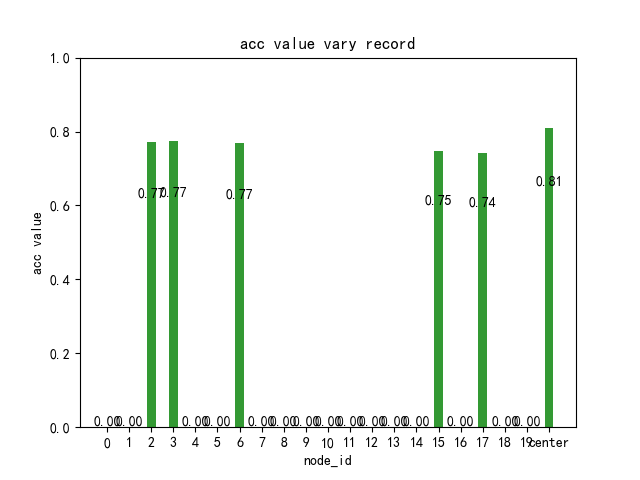 acc value vary record
1.0
0.8
0.6
0.4
0.2
0.0
acc value
0.00 0.00 0.77 0.77 0.00 0.00 0.77 0.00 0.00 0.00 0.00 0.00 0.00 0.00 0.00 0.75 0.00 0.74 0.00 0.00 0.81
0 1 2 3 4 5 6 7 8 9 10 11 12 13 14 15 16 17 18 19 center
node_id